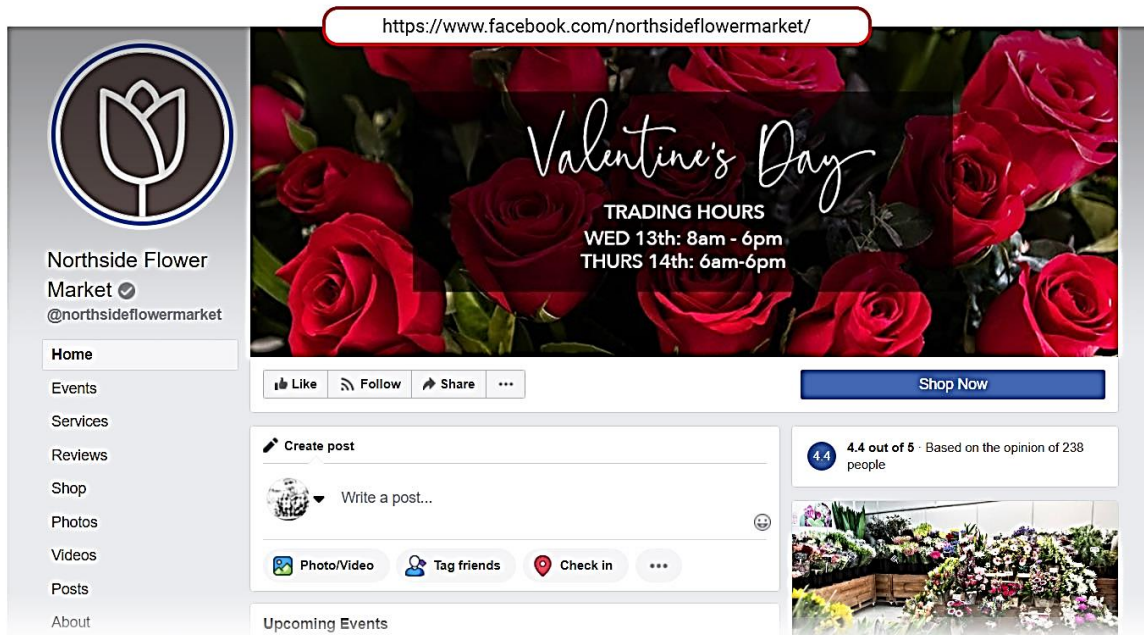 https://www.facebook.com/northsideflowermarket/
Valentine's Day
TRADING HOURS
WED 13th: 8am - 6pm
THURS 14th: 6am-6pm
Northside Flower
Market
@northsideflowermarket
Home
Events
Services
Reviews
Shop
Photos
Videos
Posts
About
Like
Follow
Share
Shop Now
Create post
Write a post...
Photo/Video
Tag friends
Check in
Upcoming Events
4.4
4.4 out of 5 · Based on the opinion of 238
people